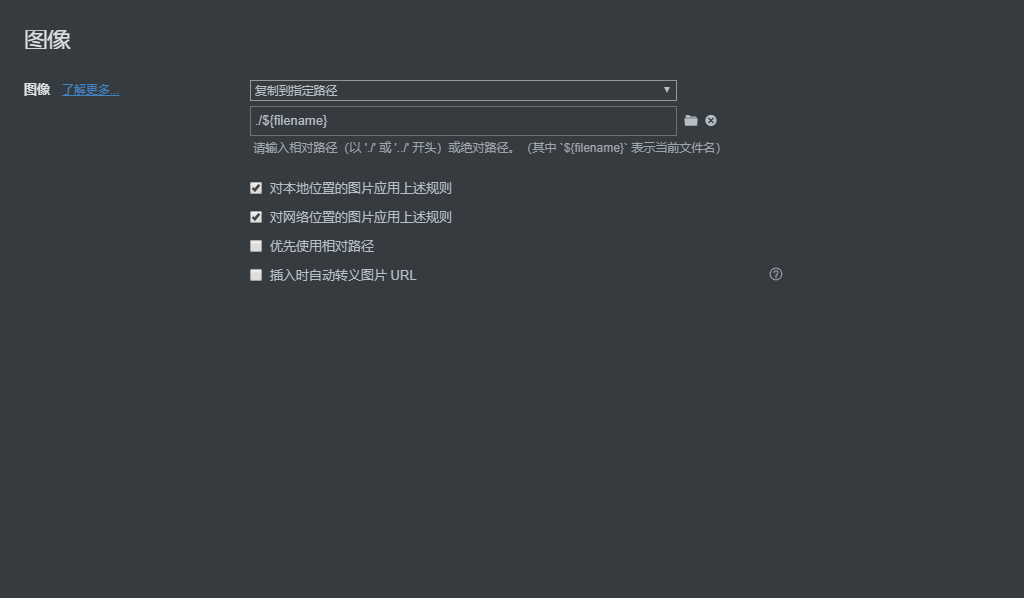 图像
图像 了解更多...
复制到指定路径
./${filename}
请输入相对路径（以 './' 或 '../' 开头）或绝对路径。（其中 `${filename}` 表示当前文件名）
对本地位置的图片应用上述规则
对网络位置的图片应用上述规则
优先使用相对路径
插入时自动转义图片 URL